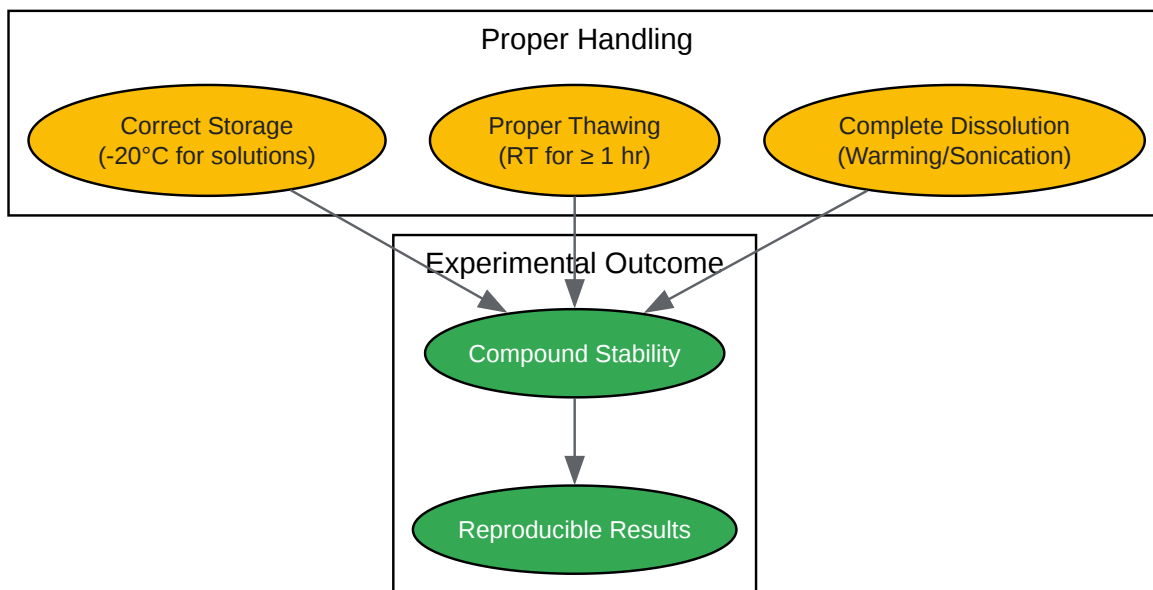 Proper Handling
Correct Storage
(-20°C for solutions)
Proper Thawing
(RT for ≥ 1 hr)
Complete Dissolution
(Warming/Sonication)
Experimental Outcome
Compound Stability
Reproducible Results